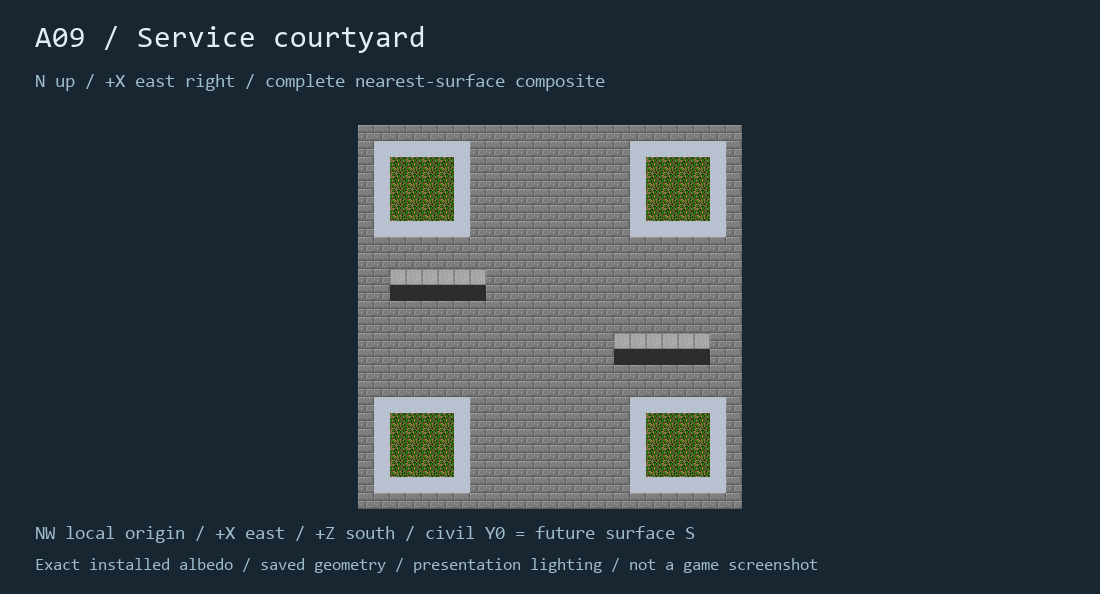 A09 / Service courtyard
N up / +X east right / complete nearest-surface composite
NW local origin / +X east / +Z south / civil Y0 = future surface S
Exact installed albedo / saved geometry / presentation lighting / not a game screenshot